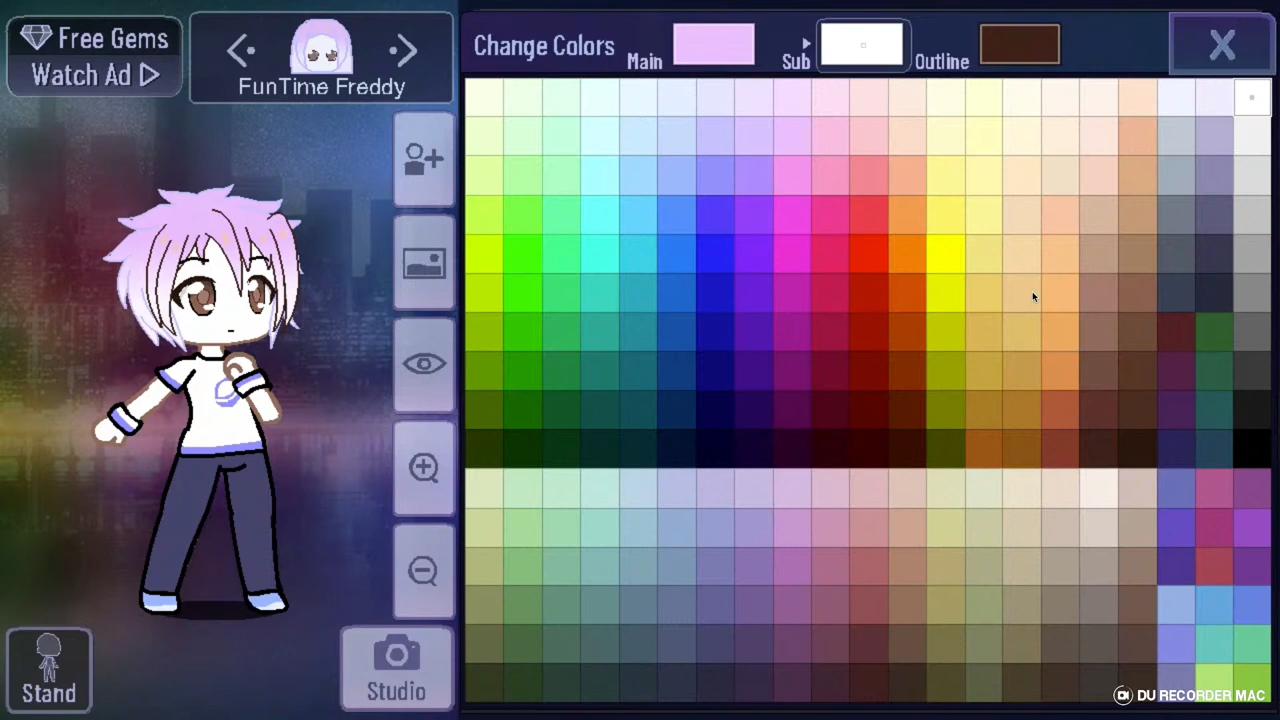 Free Gems
Watch Ad
FunTime Freddy
Change Colors
Main
Sub
Outline
X
Stand
Studio
DU RECORDER MAC